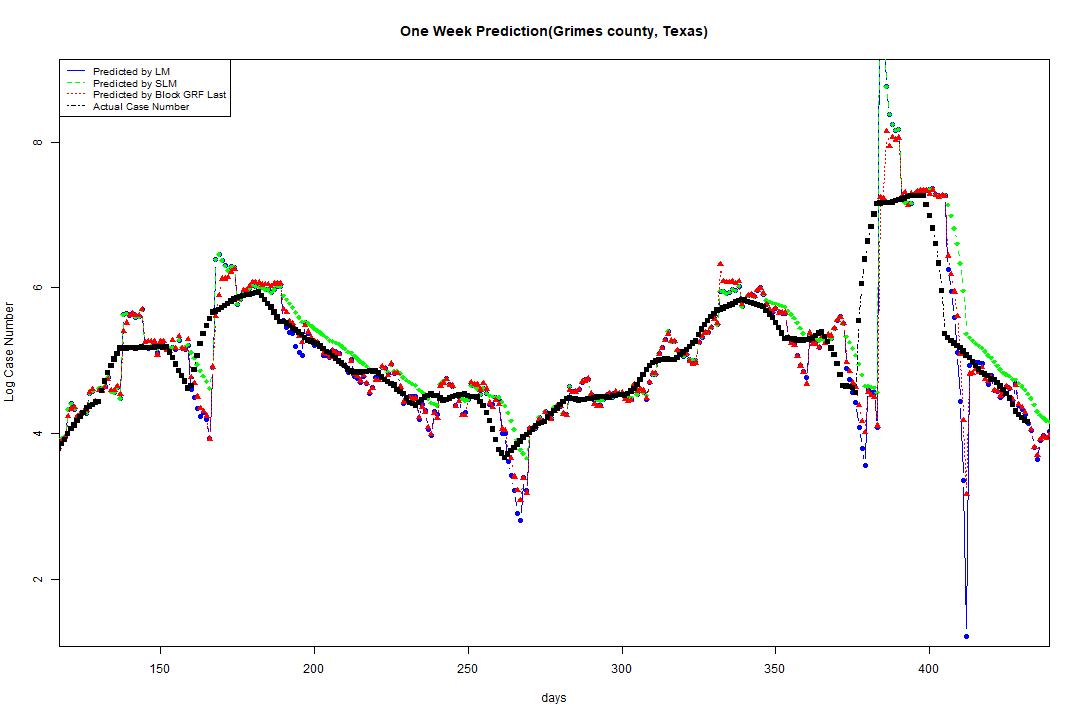 One Week Prediction(Grimes county, Texas)
Predicted by LM
Predicted by SLM
Predicted by Block GRF Last
Actual Case Number
Log Case Number
8
6
4
2
150 200 250 300 350 400
days